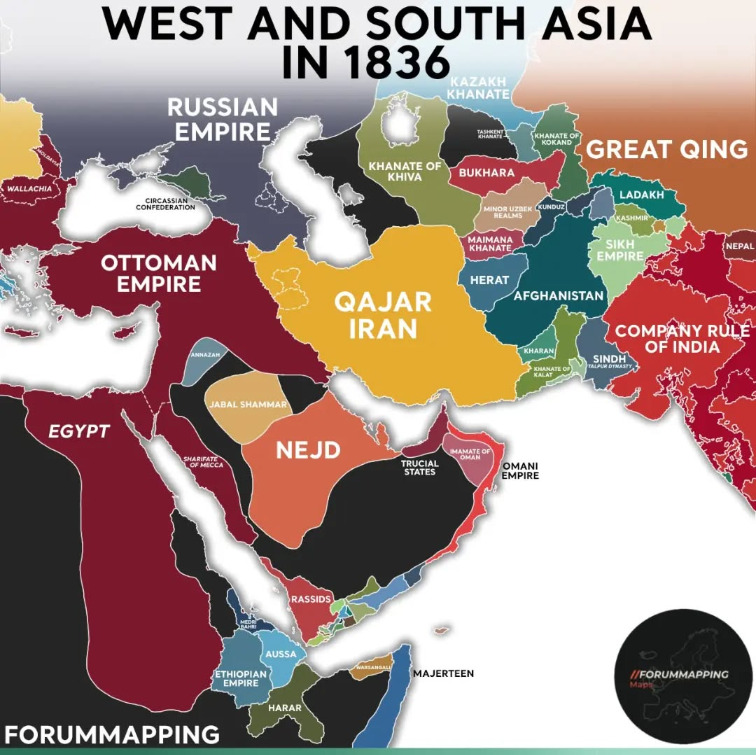 WEST AND SOUTH ASIA
IN 1836
KAZAKH
KHANATE
RUSSIAN
EMPIRE
TASHKENT
KHANATE
KHANATE OF
KOKAND
GREAT QING
MOLDAVIA
WALLACHIA
CIRCASSIAN
CONFEDERATION
KHANATE OF
KHIVA
BUKHARA
MINOR UZBEK
REALMS
KUNDUZ
LADAKH
KASHMIR
MAIMANA
KHANATE
SIKH
EMPIRE
NEPAL
OTTOMAN
EMPIRE
HERAT
AFGHANISTAN
QAJAR
IRAN
COMPANY RULE
OF INDIA
KHARAN
KHANATE OF
KALAT
SINDH
TALPUR DYNASTY
ANNAZAH
JABAL SHAMMAR
EGYPT
NEJD
SHARIFATE
OF MECCA
TRUCIAL
STATES
IMAMATE OF
OMAN
OMANI
EMPIRE
RASSIDS
MEDRI
BAHRI
AUSSA
ETHIOPIAN
EMPIRE
WARSANGALI
MAJERTEEN
HARAR
//FORUMMAPPING
Maps
FORUMMAPPING